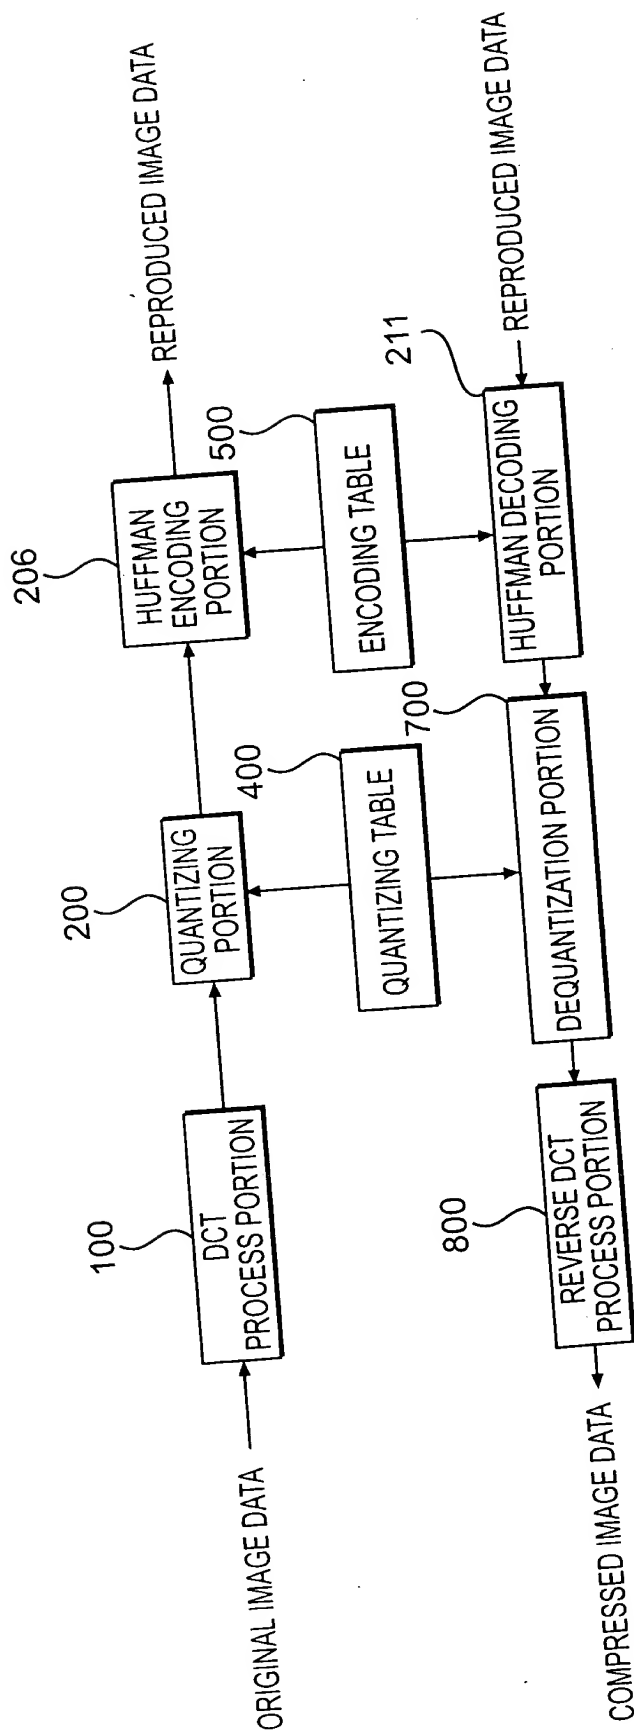 206
500
211
200
400
700
100
800
ORIGINAL IMAGE DATA
DCT
PROCESS PORTION
QUANTIZING
PORTION
HUFFMAN
ENCODING
PORTION
REPRODUCED IMAGE DATA
QUANTIZING TABLE
ENCODING TABLE
COMPRESSED IMAGE DATA
REVERSE DCT
PROCESS PORTION
DEQUANTIZATION PORTION
HUFFMAN DECODING
PORTION
REPRODUCED IMAGE DATA